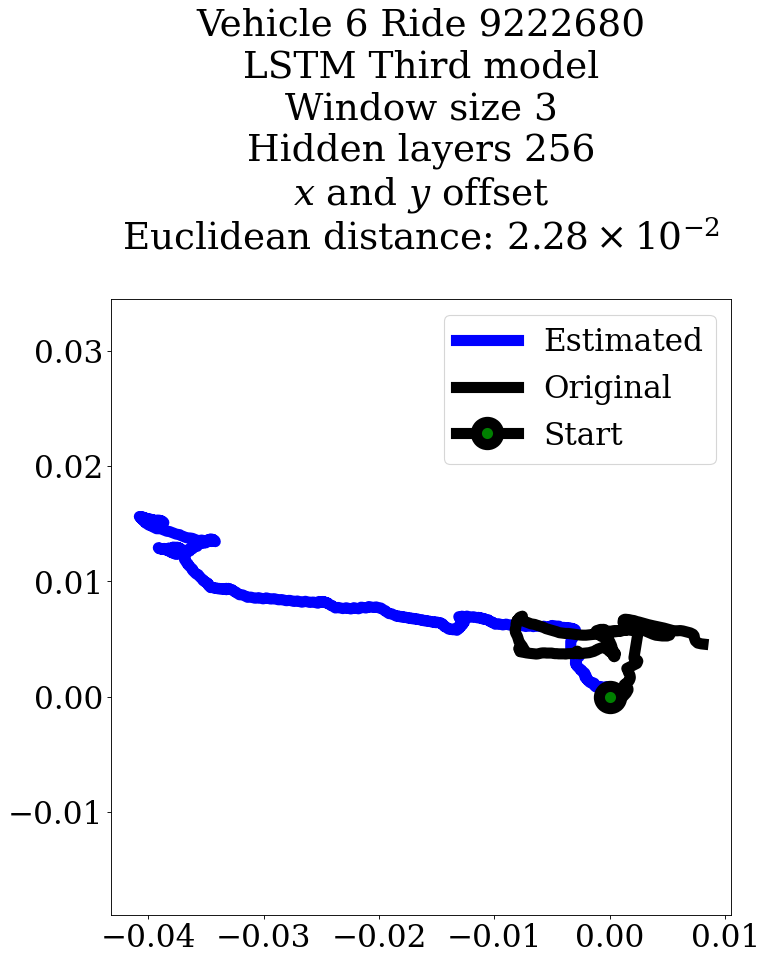 Vehicle 6 Ride 9222680
LSTM Third model
Window size 3
Hidden layers 256
x and y offset
Euclidean distance: 2.28 × 10⁻²
Estimated
Original
Start
0.03
0.02
0.01
0.00
−0.01
−0.04 −0.03 −0.02 −0.01 0.00 0.01